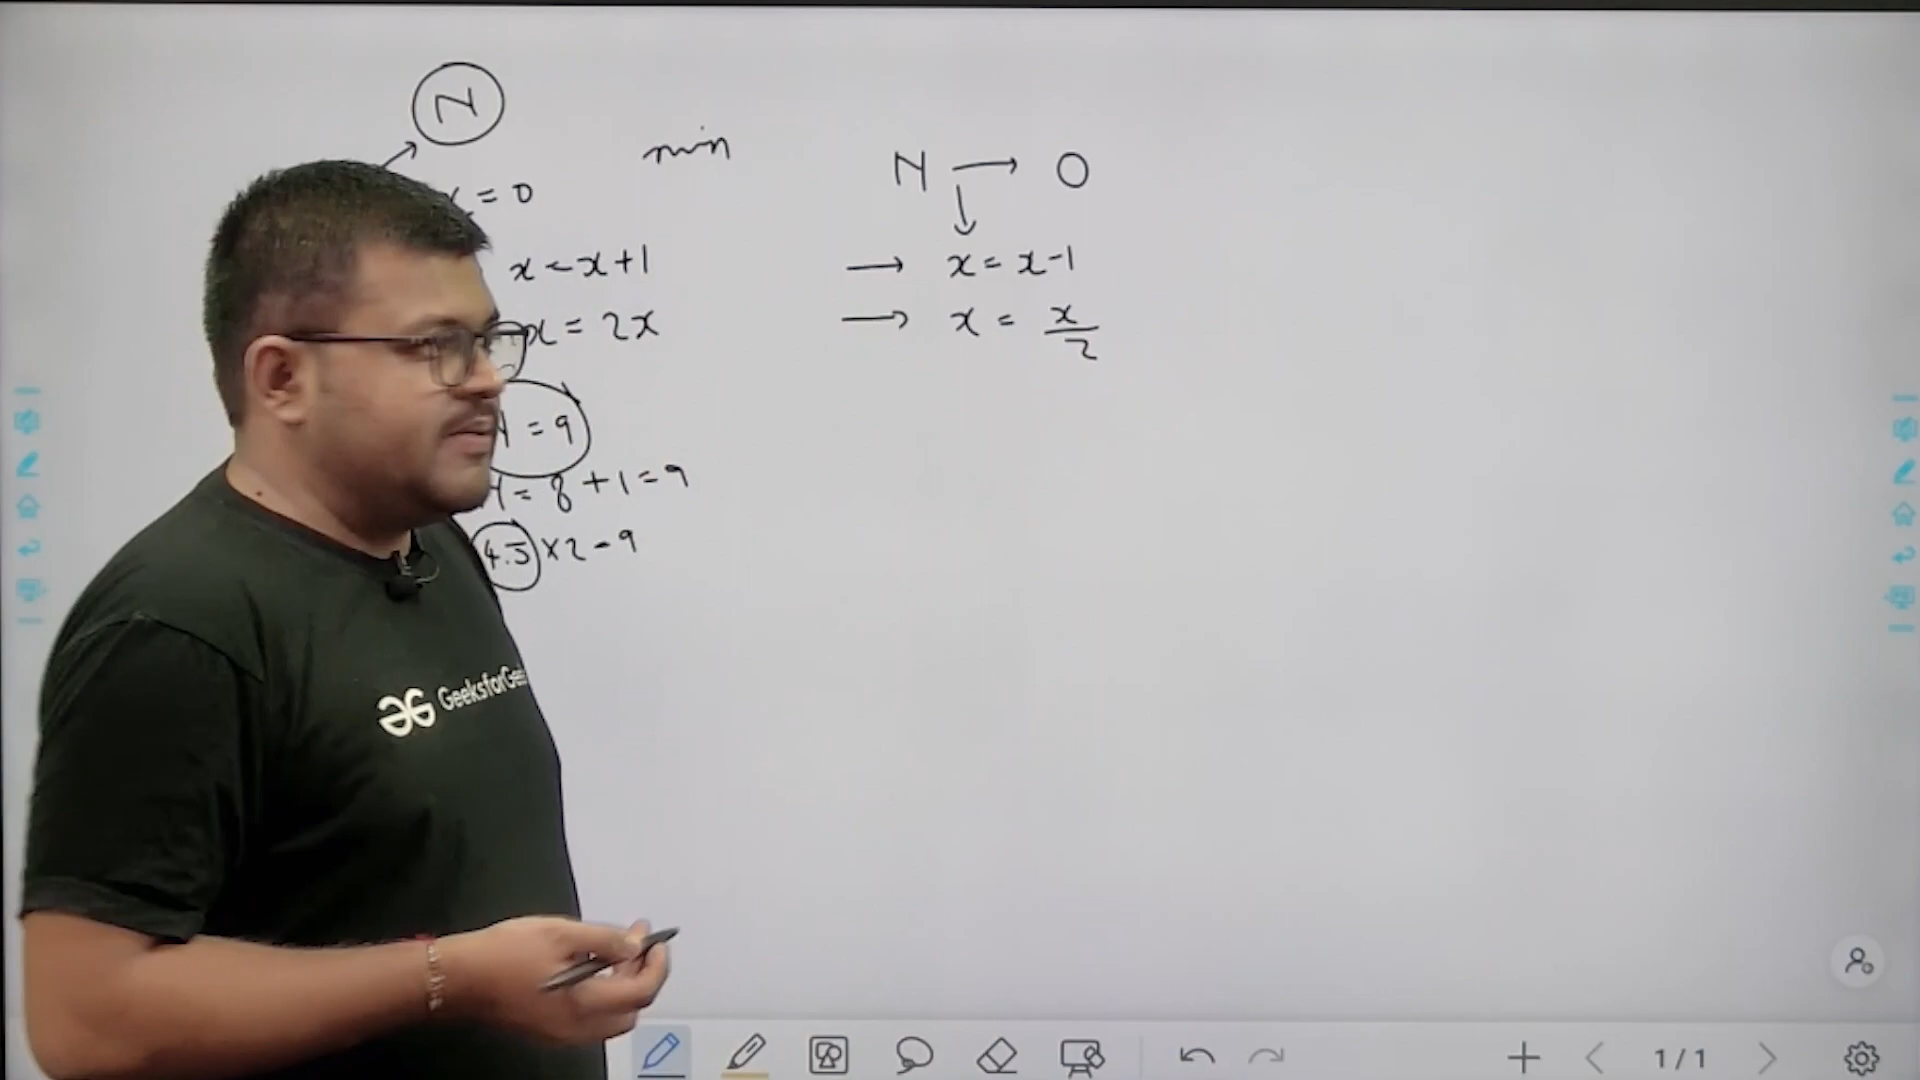 N
min
x = 0
x = x+1
x = 2x
= 9
= 8 + 1 = 9
4.5 × 2 = 9
N → 0
→ x = x-1
→ x = x/2
GeeksforGe
1 / 1